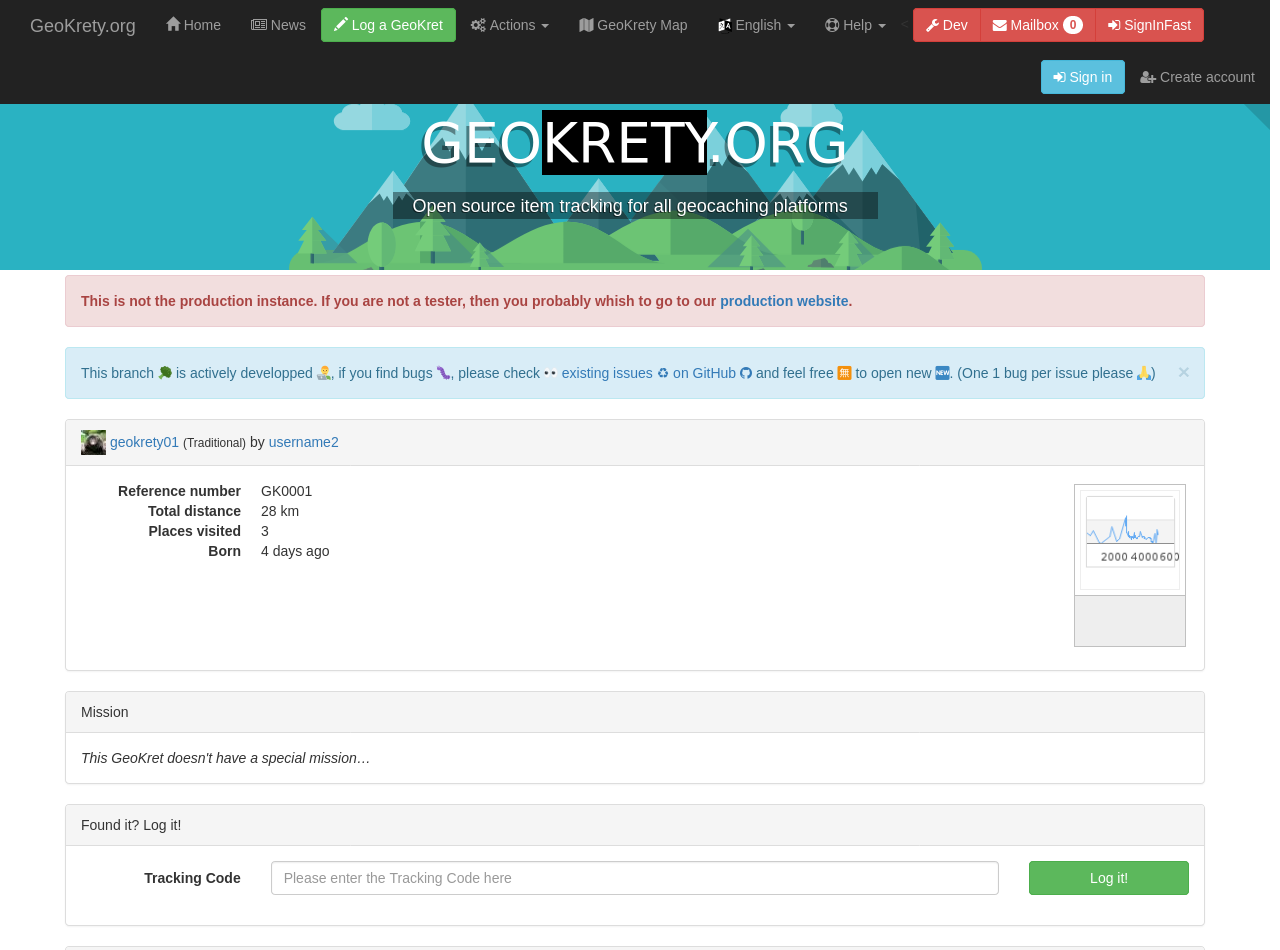 GeoKrety.org Home News Log a GeoKret Actions GeoKrety Map English Help < Dev Mailbox 0 SignInFast
Sign in Create account
GEOKRETY.ORG
Open source item tracking for all geocaching platforms
This is not the production instance. If you are not a tester, then you probably whish to go to our production website.
This branch 🌳 is actively developped 👨‍🔬, if you find bugs 🐛, please check 👀 existing issues ♻ on GitHub and feel free 🈚 to open new 🆕. (One 1 bug per issue please 🙏) ×
geokrety01 (Traditional) by username2
Reference number GK0001
Total distance 28 km
Places visited 3
Born 4 days ago
2000 4000 600
Mission
This GeoKret doesn't have a special mission…
Found it? Log it!
Tracking Code Please enter the Tracking Code here Log it!